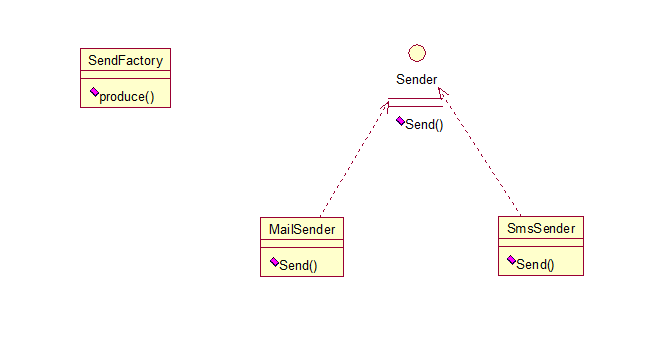 SendFactory
produce()
Sender
Send()
MailSender
Send()
SmsSender
Send()